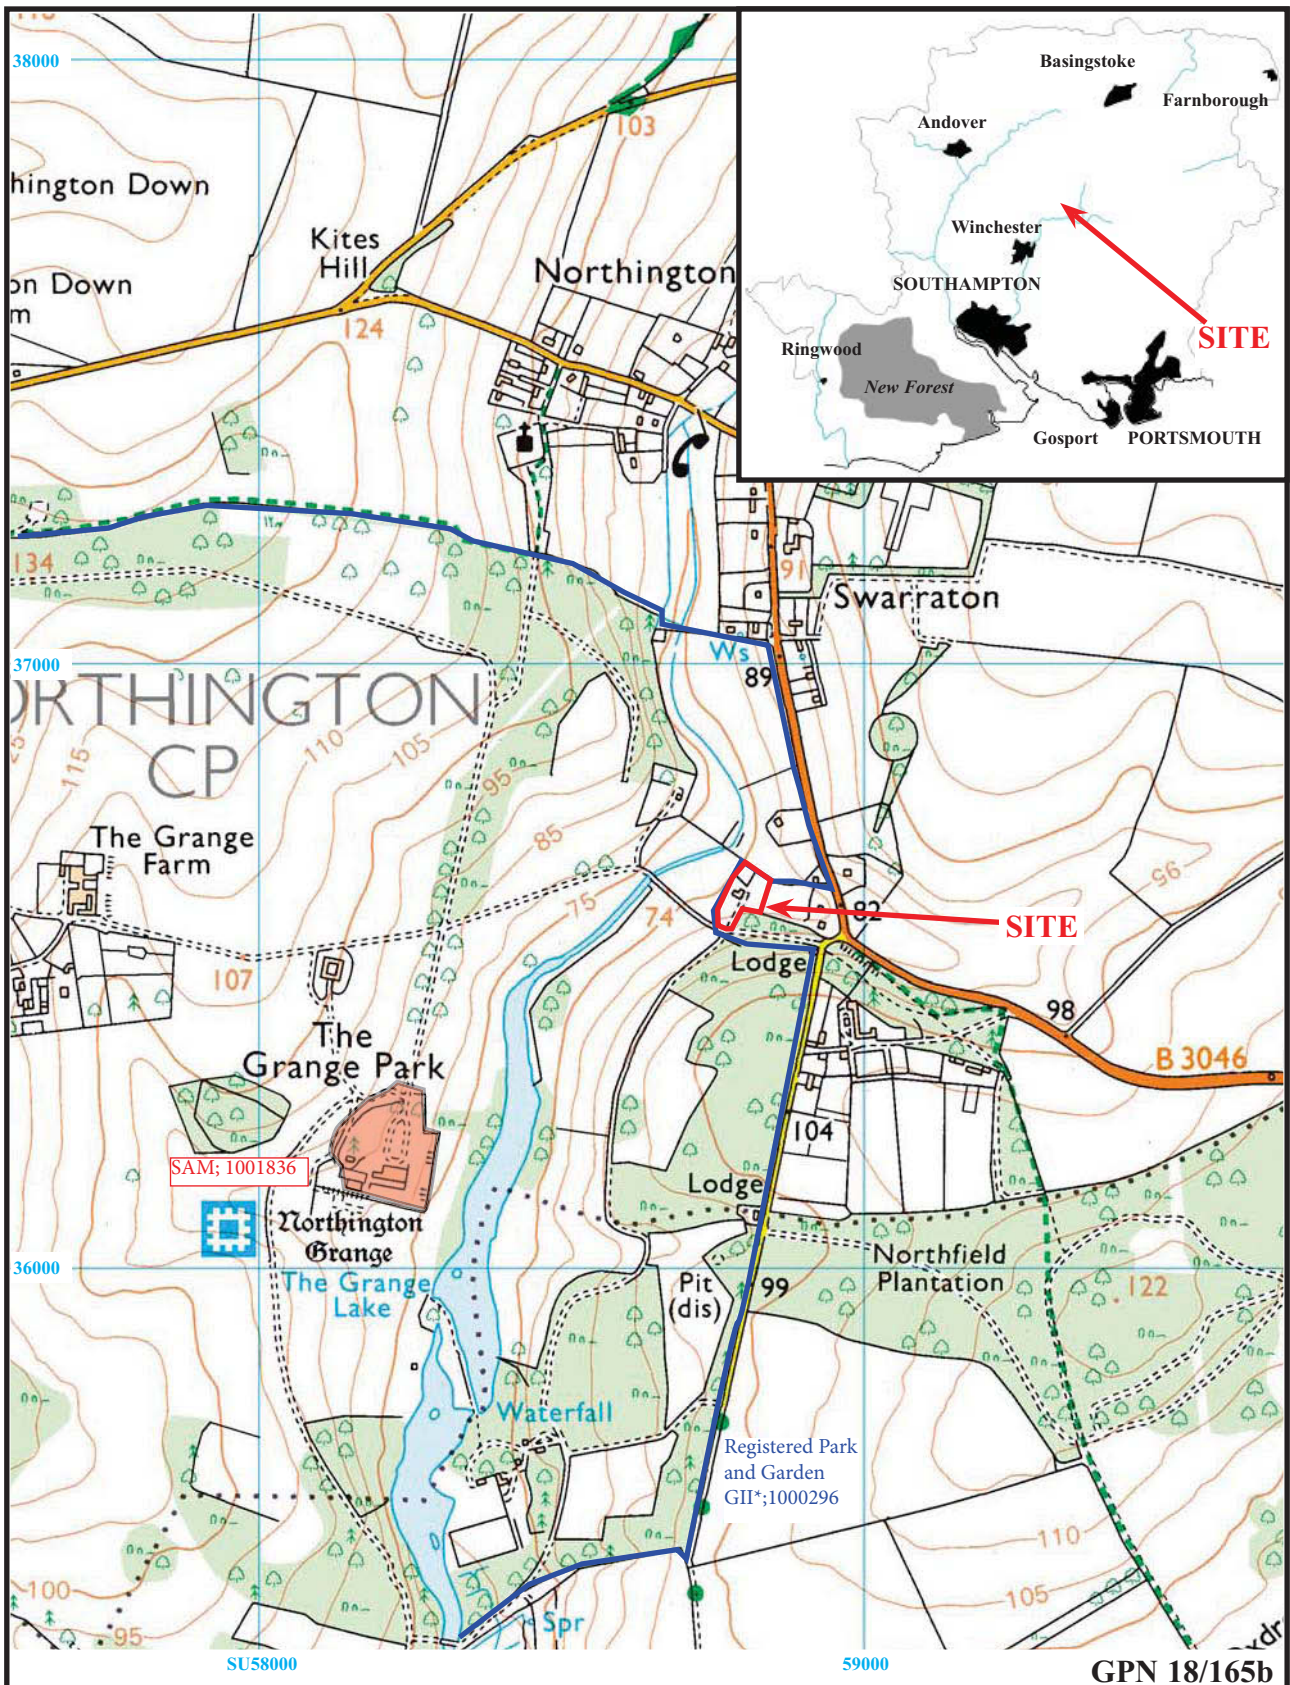 38000
103
Basingstoke
Farnborough
Andover
Winchester
SOUTHAMPTON
SITE
Ringwood
New Forest
Gosport
PORTSMOUTH
hington Down
Kites
Hill
Northington
on Down
m
124
134
91
Swarraton
37000
Ws
89
ORTHINGTON
CP
110
105
115
95
85
The Grange
Farm
75
74
82
95
SITE
Lodge
107
98
The
Grange Park
B 3046
104
SAM; 1001836
Lodge
Northington
Grange
Northfield
Plantation
36000
The Grange
Lake
Pit
(dis)
99
122
Waterfall
Registered Park
and Garden
GII*;1000296
110
100
105
95
Spr
SU58000
59000
GPN 18/165b